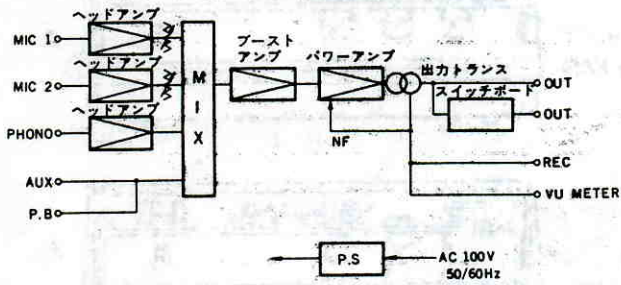 ヘッドアンプ
MIC 1
ヘッドアンプ
MIC 2
ヘッドアンプ
PHONO
AUX
P.B
M
I
X
ブースト
アンプ
パワーアンプ
出力トランス
スイッチボード
OUT
OUT
NF
REC
VU METER
P.S
AC 100V
50/60Hz